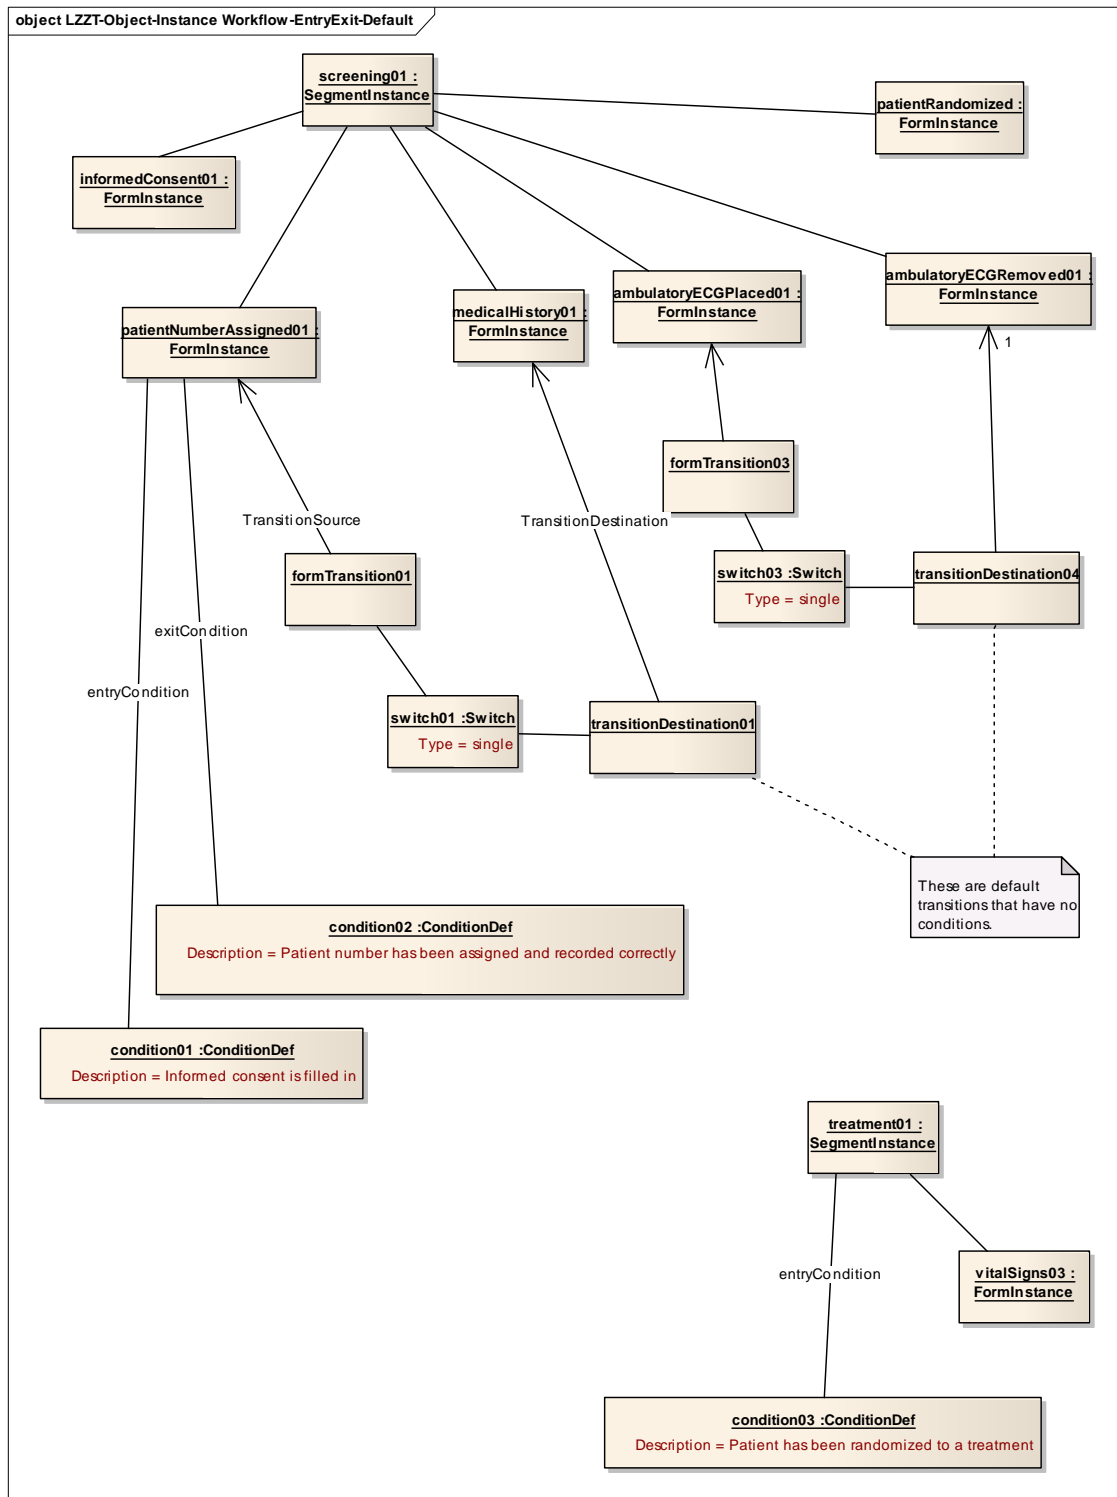 object LZZT-Object-Instance Workflow-EntryExit-Default
screening01 :
SegmentInstance
patientRandomized :
FormInstance
informedConsent01 :
FormInstance
ambulatoryECGRemoved01 :
FormInstance
ambulatoryECGPlaced01 :
FormInstance
medicalHistory01 :
FormInstance
patientNumberAssigned01 :
FormInstance
1
formTransition03
TransitionSource
TransitionDestination
formTransition01
switch03 :Switch
Type = single
transitionDestination04
exitCondition
entryCondition
switch01 :Switch
Type = single
transitionDestination01
These are default
transitions that have no
conditions.
condition02 :ConditionDef
Description = Patient number has been assigned and recorded correctly
condition01 :ConditionDef
Description = Informed consent is filled in
treatment01 :
SegmentInstance
entryCondition
vitalSigns03 :
FormInstance
condition03 :ConditionDef
Description = Patient has been randomized to a treatment